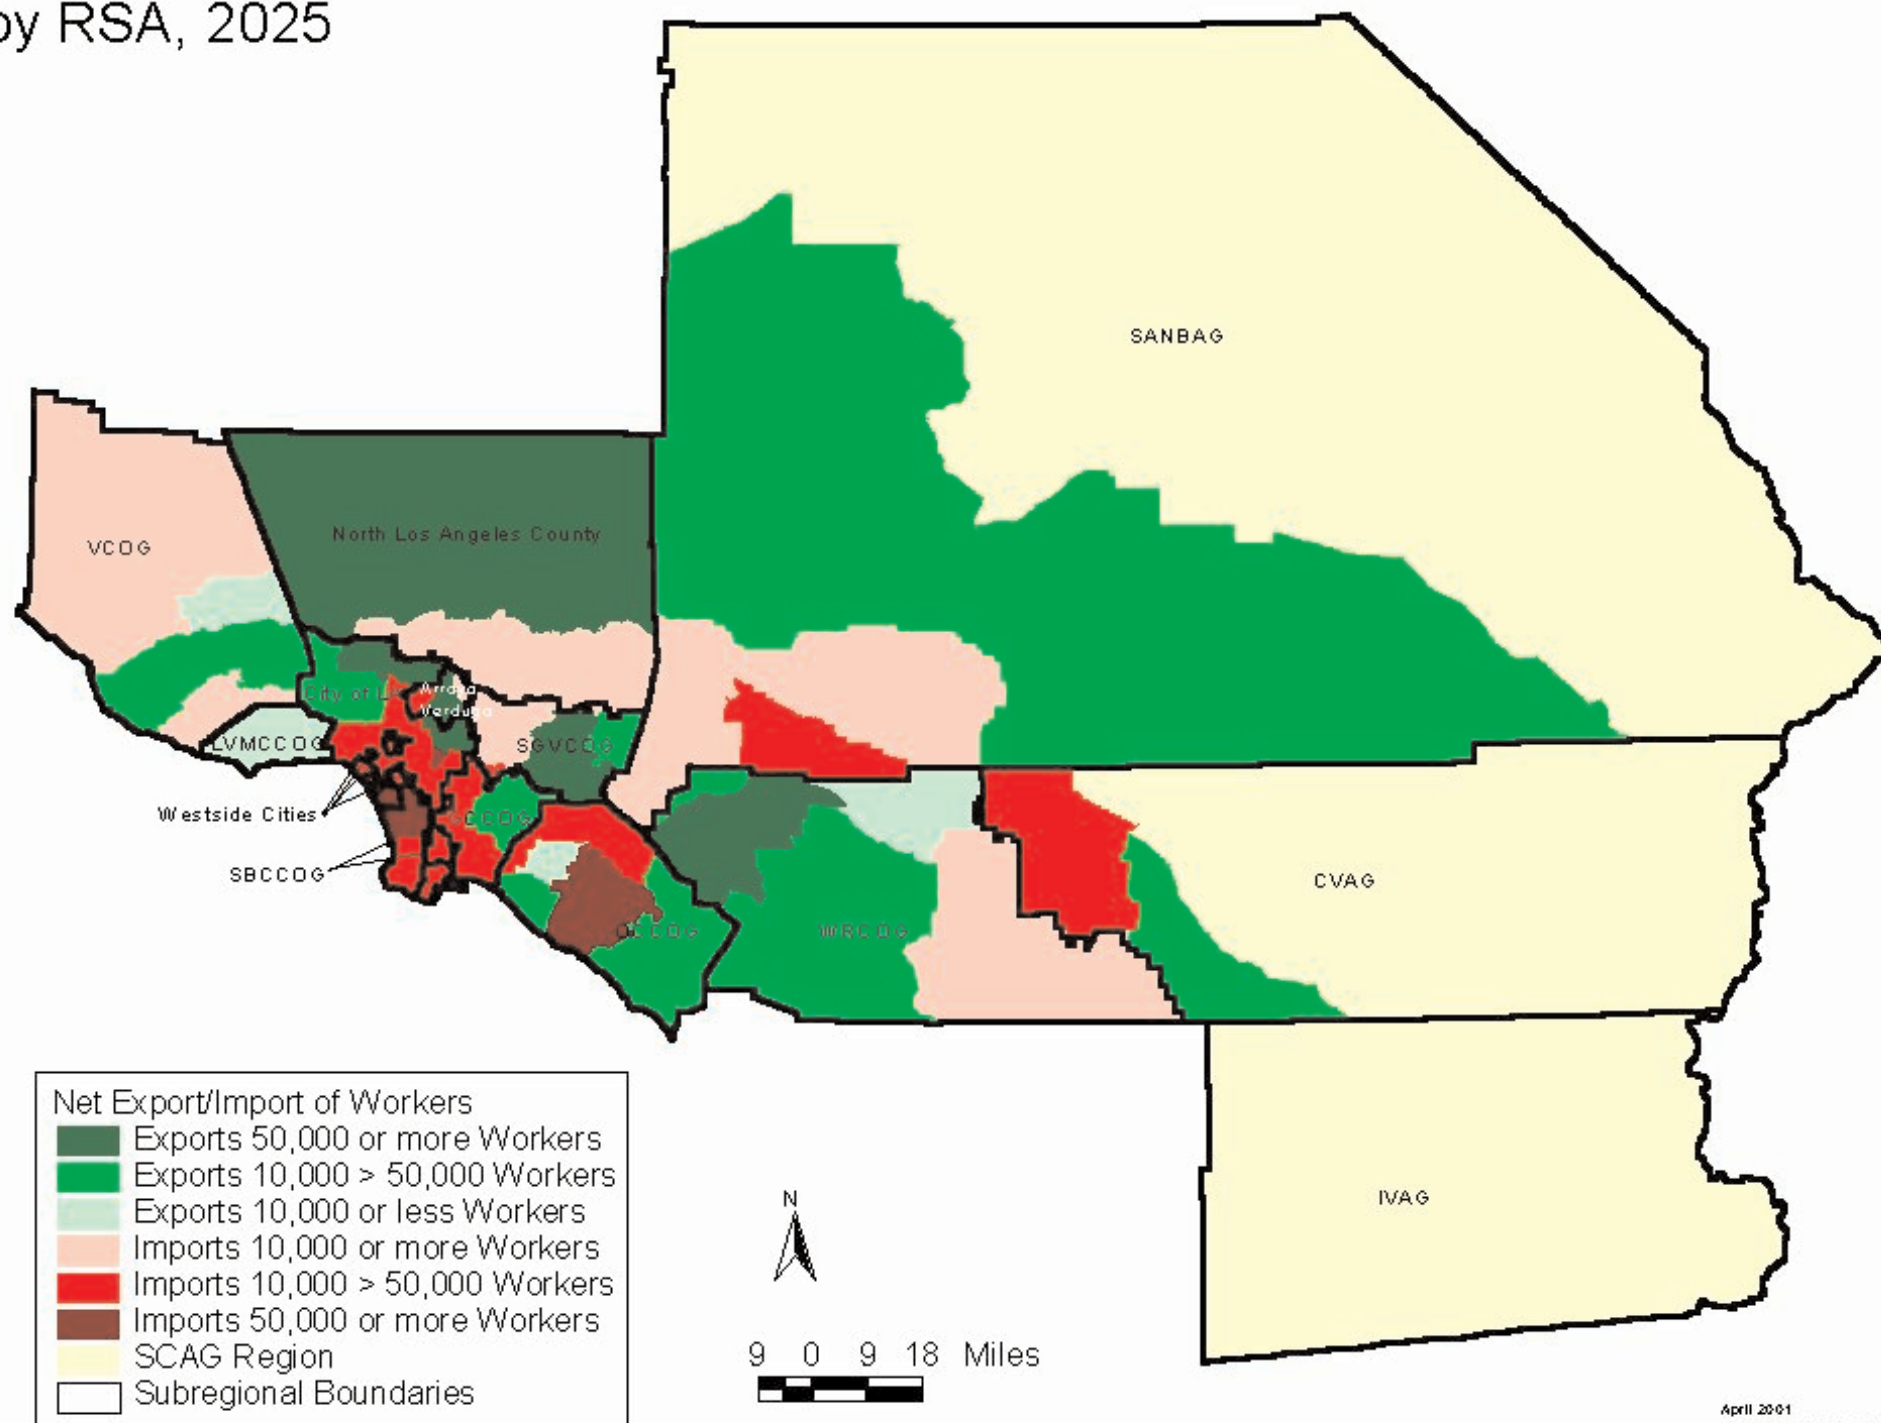 by RSA, 2025
SANBAG
North Los Angeles County
VCOG
City of LA
Arroyo
Verdugo
SGVCOG
LVMCCOG
Westside Cities
GCCOG
SBCCOG
OCCOG
WRCOG
CVAG
IVAG
Net Export/Import of Workers
Exports 50,000 or more Workers
Exports 10,000 > 50,000 Workers
Exports 10,000 or less Workers
Imports 10,000 or more Workers
Imports 10,000 > 50,000 Workers
Imports 50,000 or more Workers
SCAG Region
Subregional Boundaries
N
9 0 9 18 Miles
April 2001